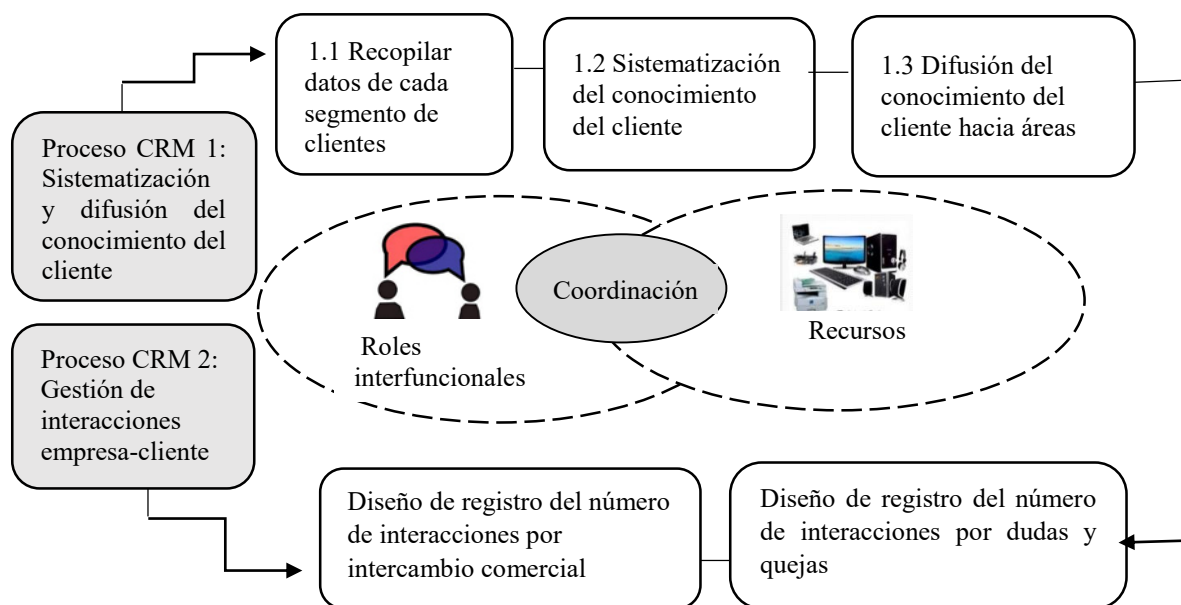 1.1 Recopilar
datos de cada
segmento de
clientes
1.2 Sistematización
del conocimiento
del cliente
1.3 Difusión del
conocimiento del
cliente hacia áreas
Proceso CRM 1:
Sistematización
y difusión del
conocimiento del
cliente
Coordinación
Roles
interfuncionales
Recursos
Proceso CRM 2:
Gestión de
interacciones
empresa-cliente
Diseño de registro del número
de interacciones por
intercambio comercial
Diseño de registro del número
de interacciones por dudas y
quejas